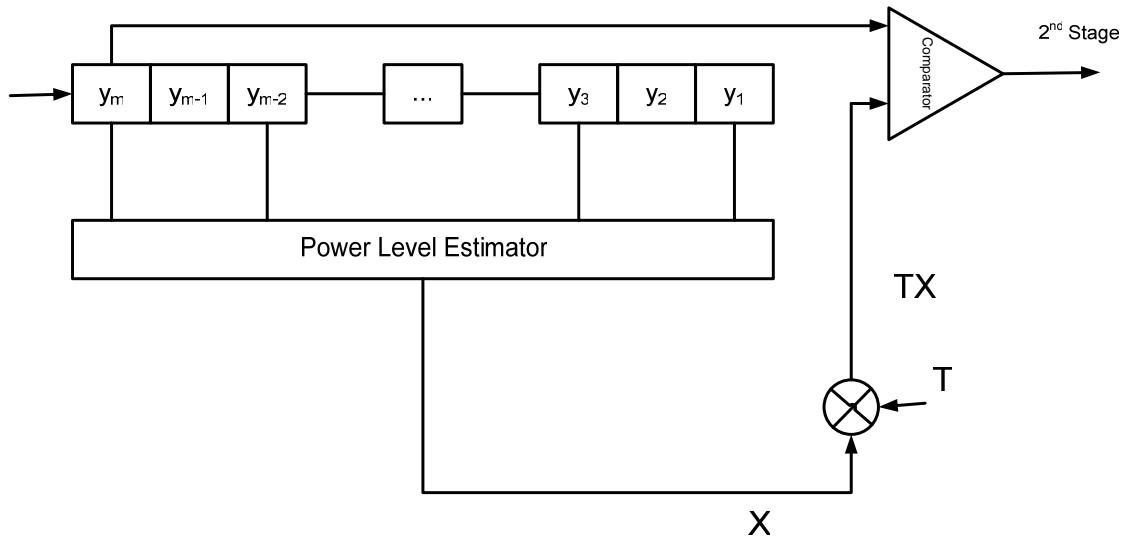 2nd Stage
Comparator
ym ym-1 ym-2 ... y3 y2 y1
Power Level Estimator
TX
T
X